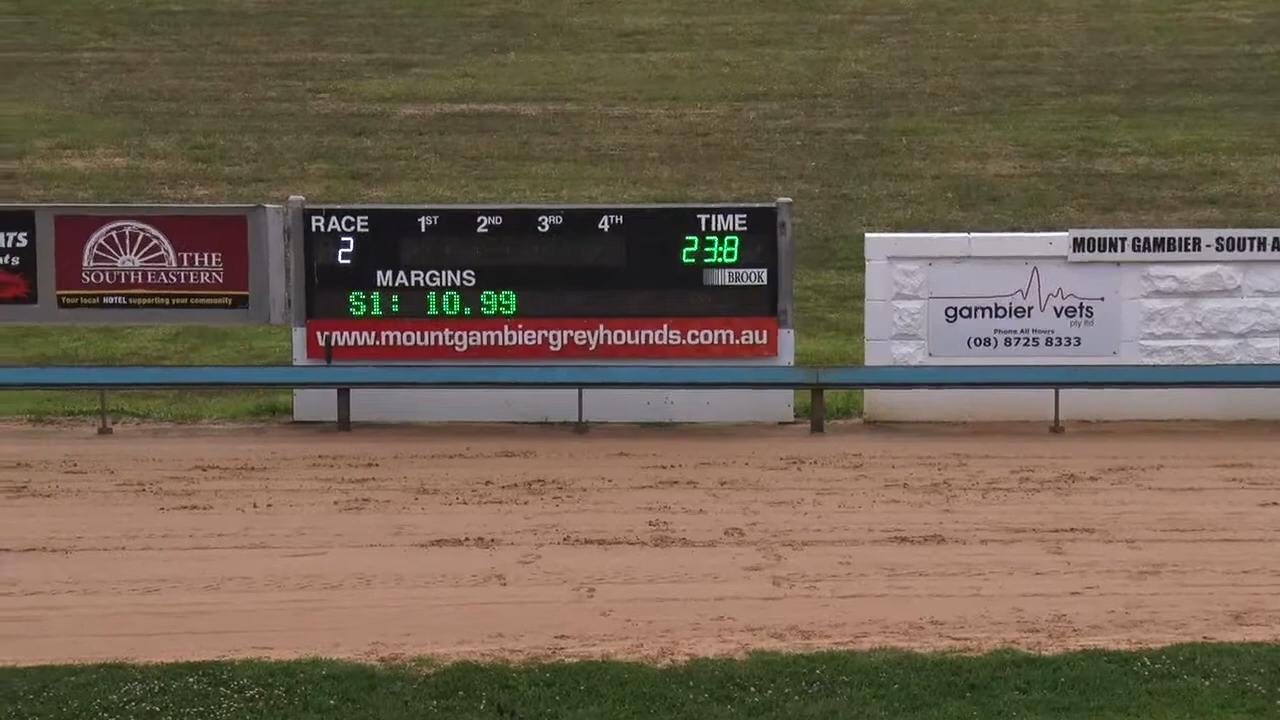 ATS
THE
SOUTH EASTERN
Your local HOTEL supporting your community
RACE 1ST 2ND 3RD 4TH TIME
2 23:8
MARGINS BROOK
S1: 10.99
www.mountgambiergreyhounds.com.au
MOUNT GAMBIER - SOUTH A
gambier vets
pty ltd
Phone All Hours
(08) 8725 8333